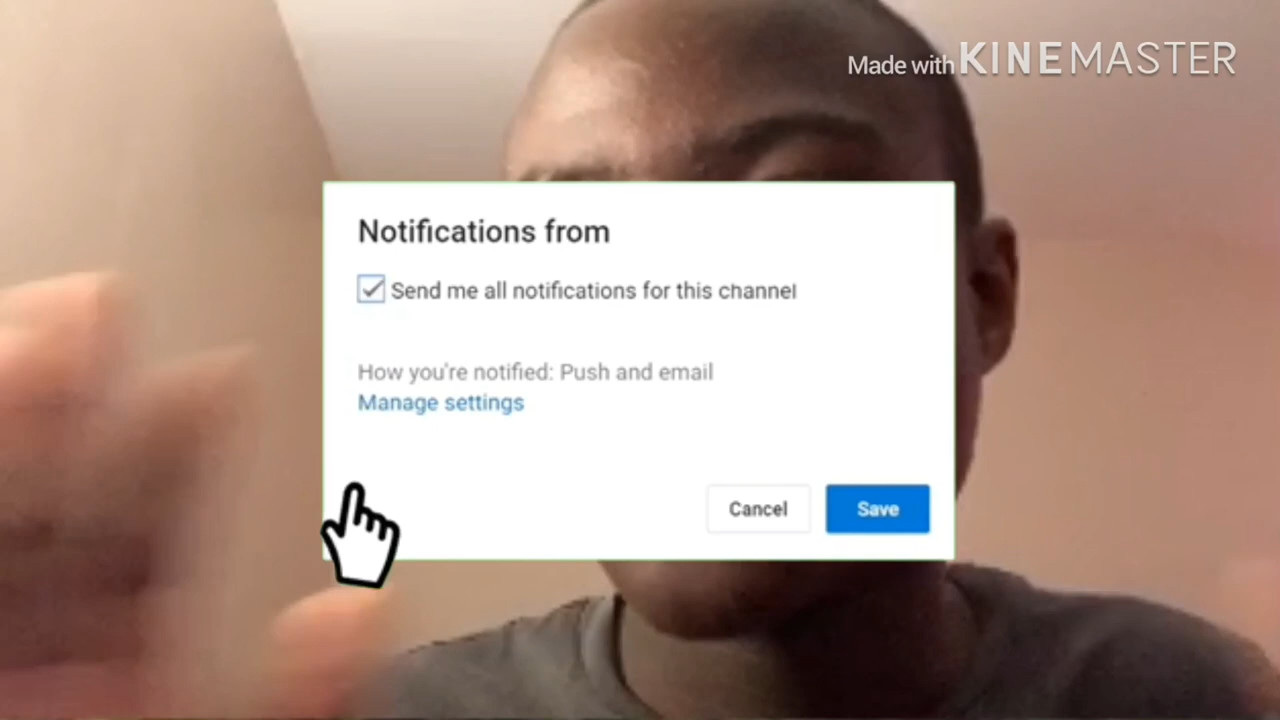 Made with KINEMASTER
Notifications from
Send me all notifications for this channel
How you're notified: Push and email
Manage settings
Cancel Save